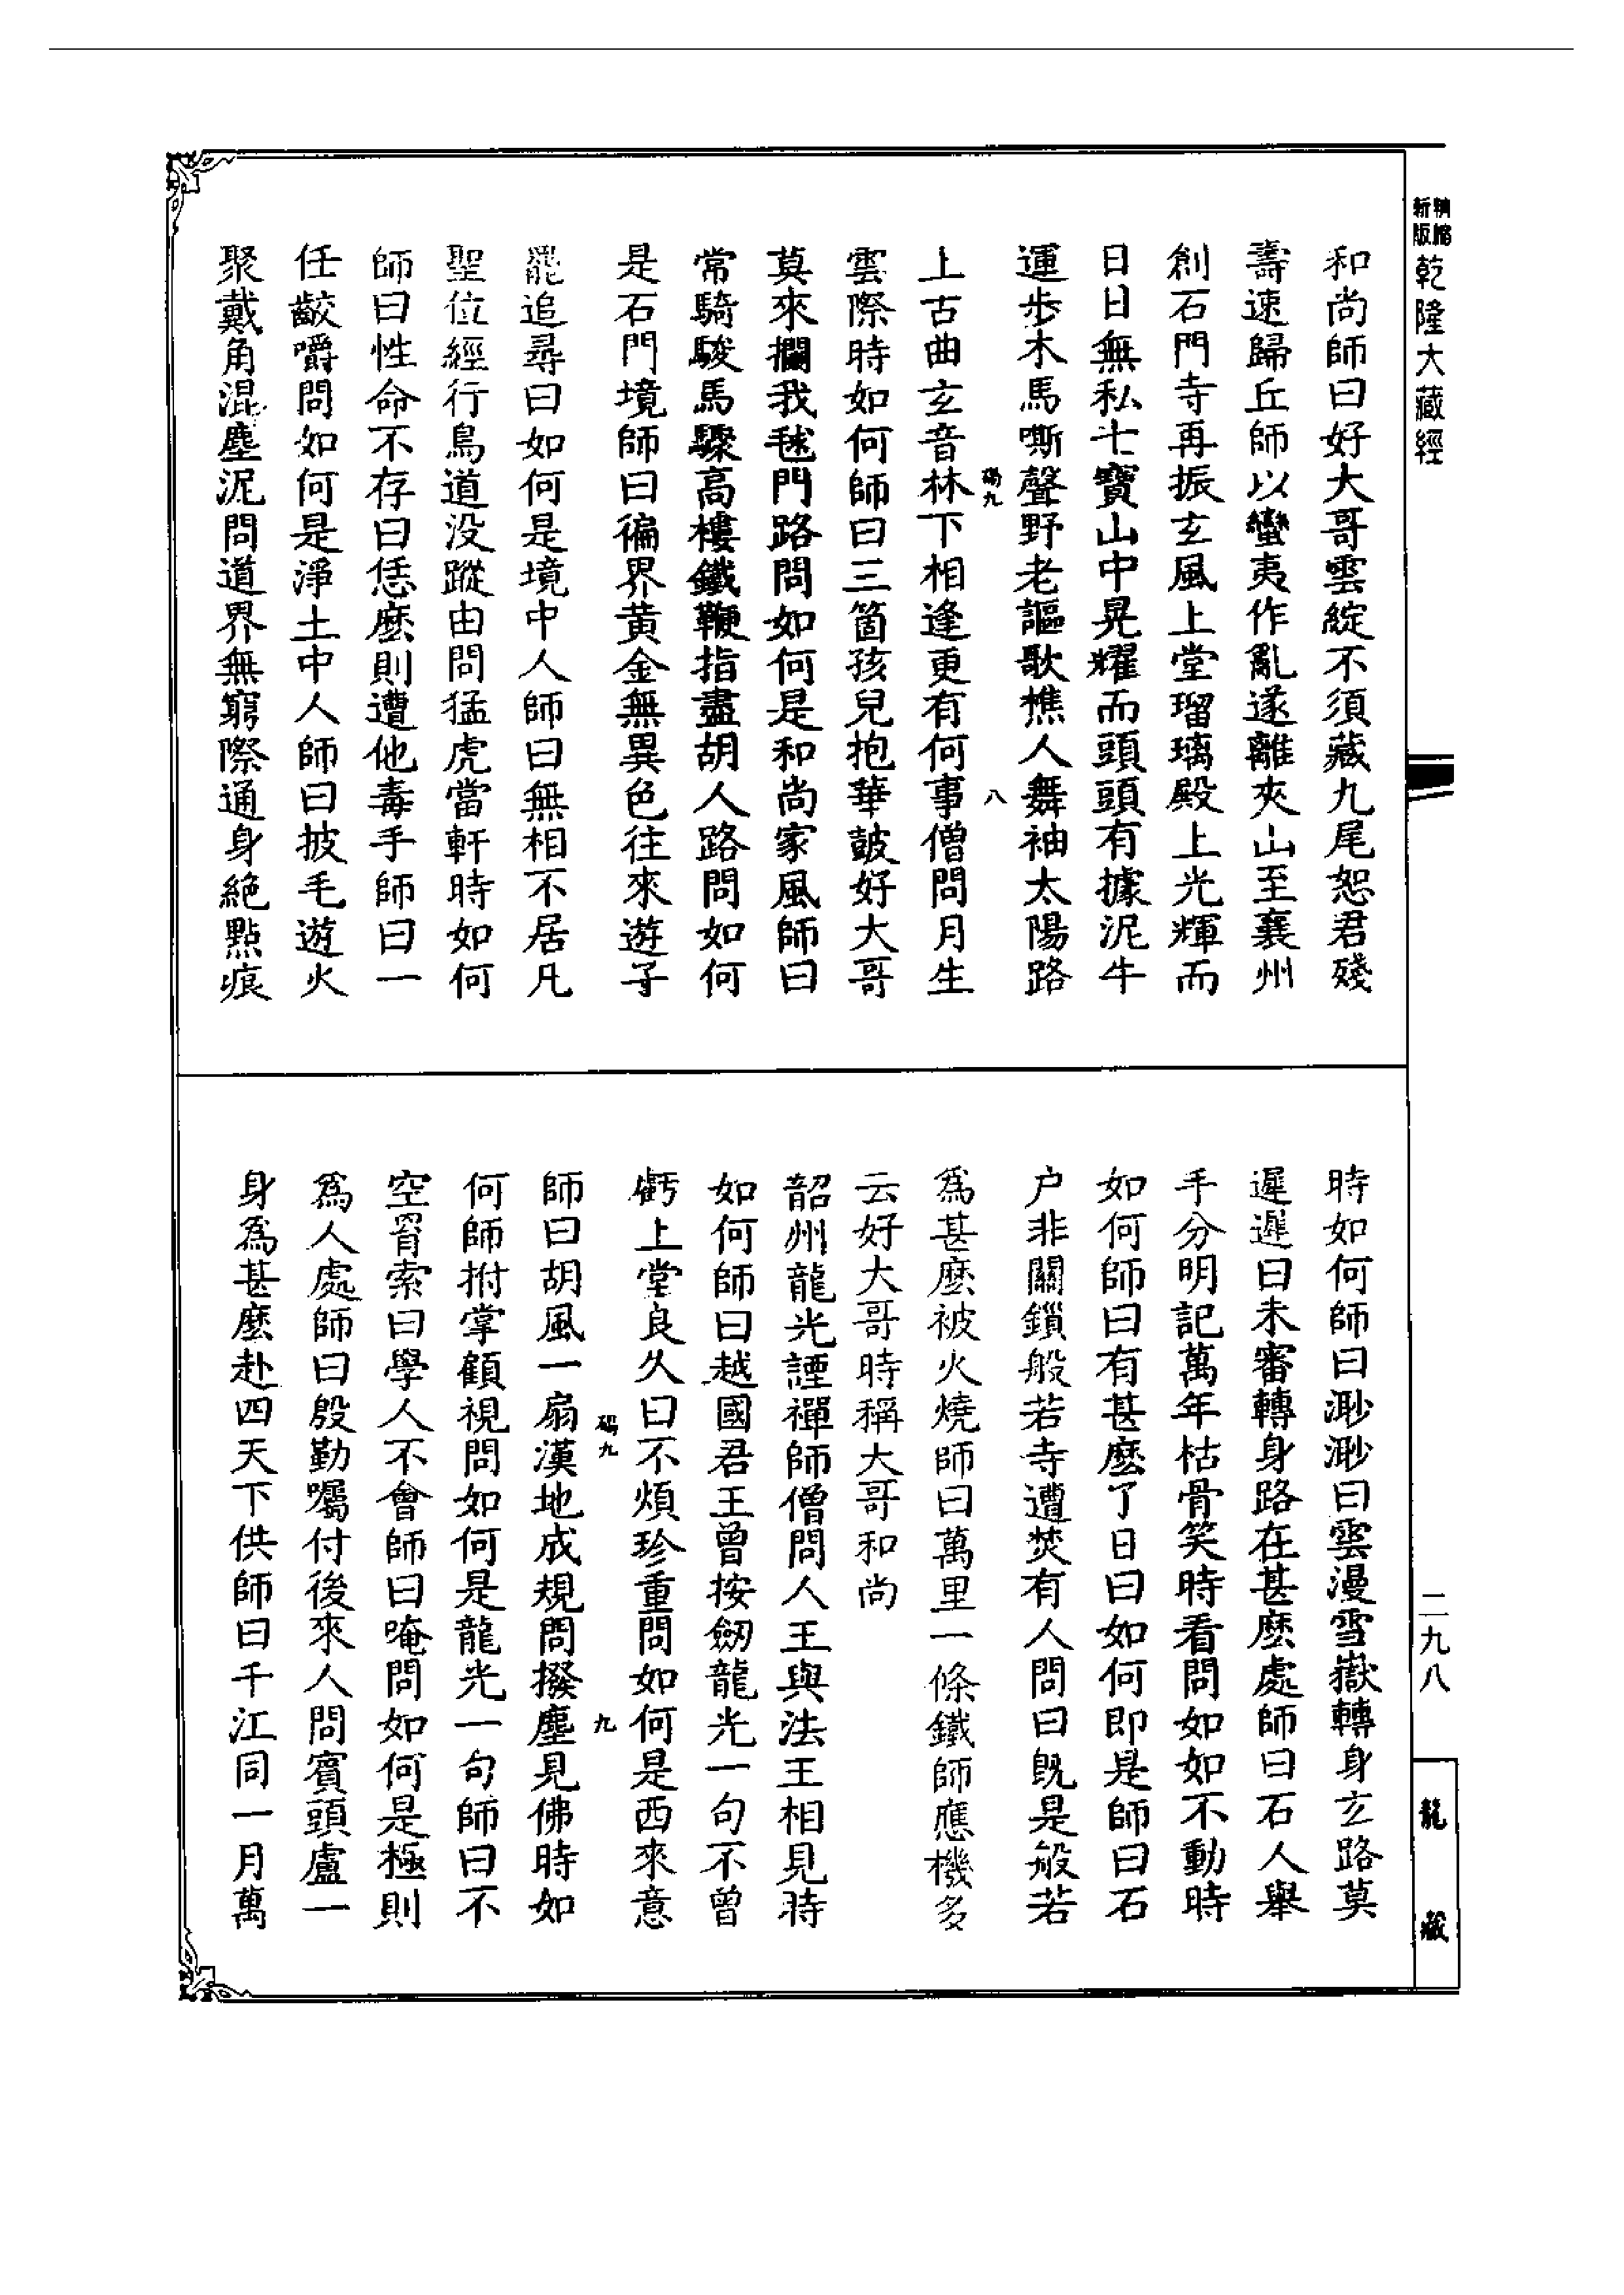 精縮
新版
乾隆大藏經
二九八
龍藏
和尚師曰好大哥雲綻不須藏九尾恕君殘
壽速歸丘師以蠻夷作亂遂離夾山至襄州
創石門寺再振玄風上堂瑠璃殿上光輝而
日日無私七寶山中晃耀而頭頭有據泥牛
運步木馬嘶聲野老謳歌樵人舞袖太陽路
碣九 八
上古曲玄音林下相逢更有何事僧問月生
雲際時如何師曰三箇孩兒抱華鼓好大哥
莫來攔我毬門路問如何是和尚家風師曰
常騎駿馬驟高樓鐵鞭指盡胡人路問如何
是石門境師曰徧界黃金無異色往來遊子
罷追尋曰如何是境中人師曰無相不居凡
聖位經行鳥道沒蹤由問猛虎當軒時如何
師曰性命不存曰恁麼則遭他毒手師曰一
任齩嚼問如何是淨土中人師曰披毛遊火
聚戴角混塵泥問道界無窮際通身絶點痕
時如何師曰渺渺曰雲漫雪嶽轉身玄路莫
遲遲曰未審轉身路在甚麼處師曰石人舉
手分明記萬年枯骨笑時看問如如不動時
如何師曰有甚麼了日曰如何即是師曰石
户非關鎖般若寺遭焚有人問曰旣是般若
爲甚麼被火燒師曰萬里一條鐵師應機多
云好大哥時稱大哥和尚
韶州龍光諲禪師僧問人王與法王相見時
如何師曰越國君王曾按劒龍光一句不曾
虧上堂良久曰不煩珍重問如何是西來意
碣九 九
師曰胡風一扇漢地成規問撥塵見佛時如
何師拊掌顧視問如何是龍光一句師曰不
空罥索曰學人不會師曰唵問如何是極則
爲人處師曰殷勤囑付後來人問賓頭盧一
身爲甚麼赴四天下供師曰千江同一月萬